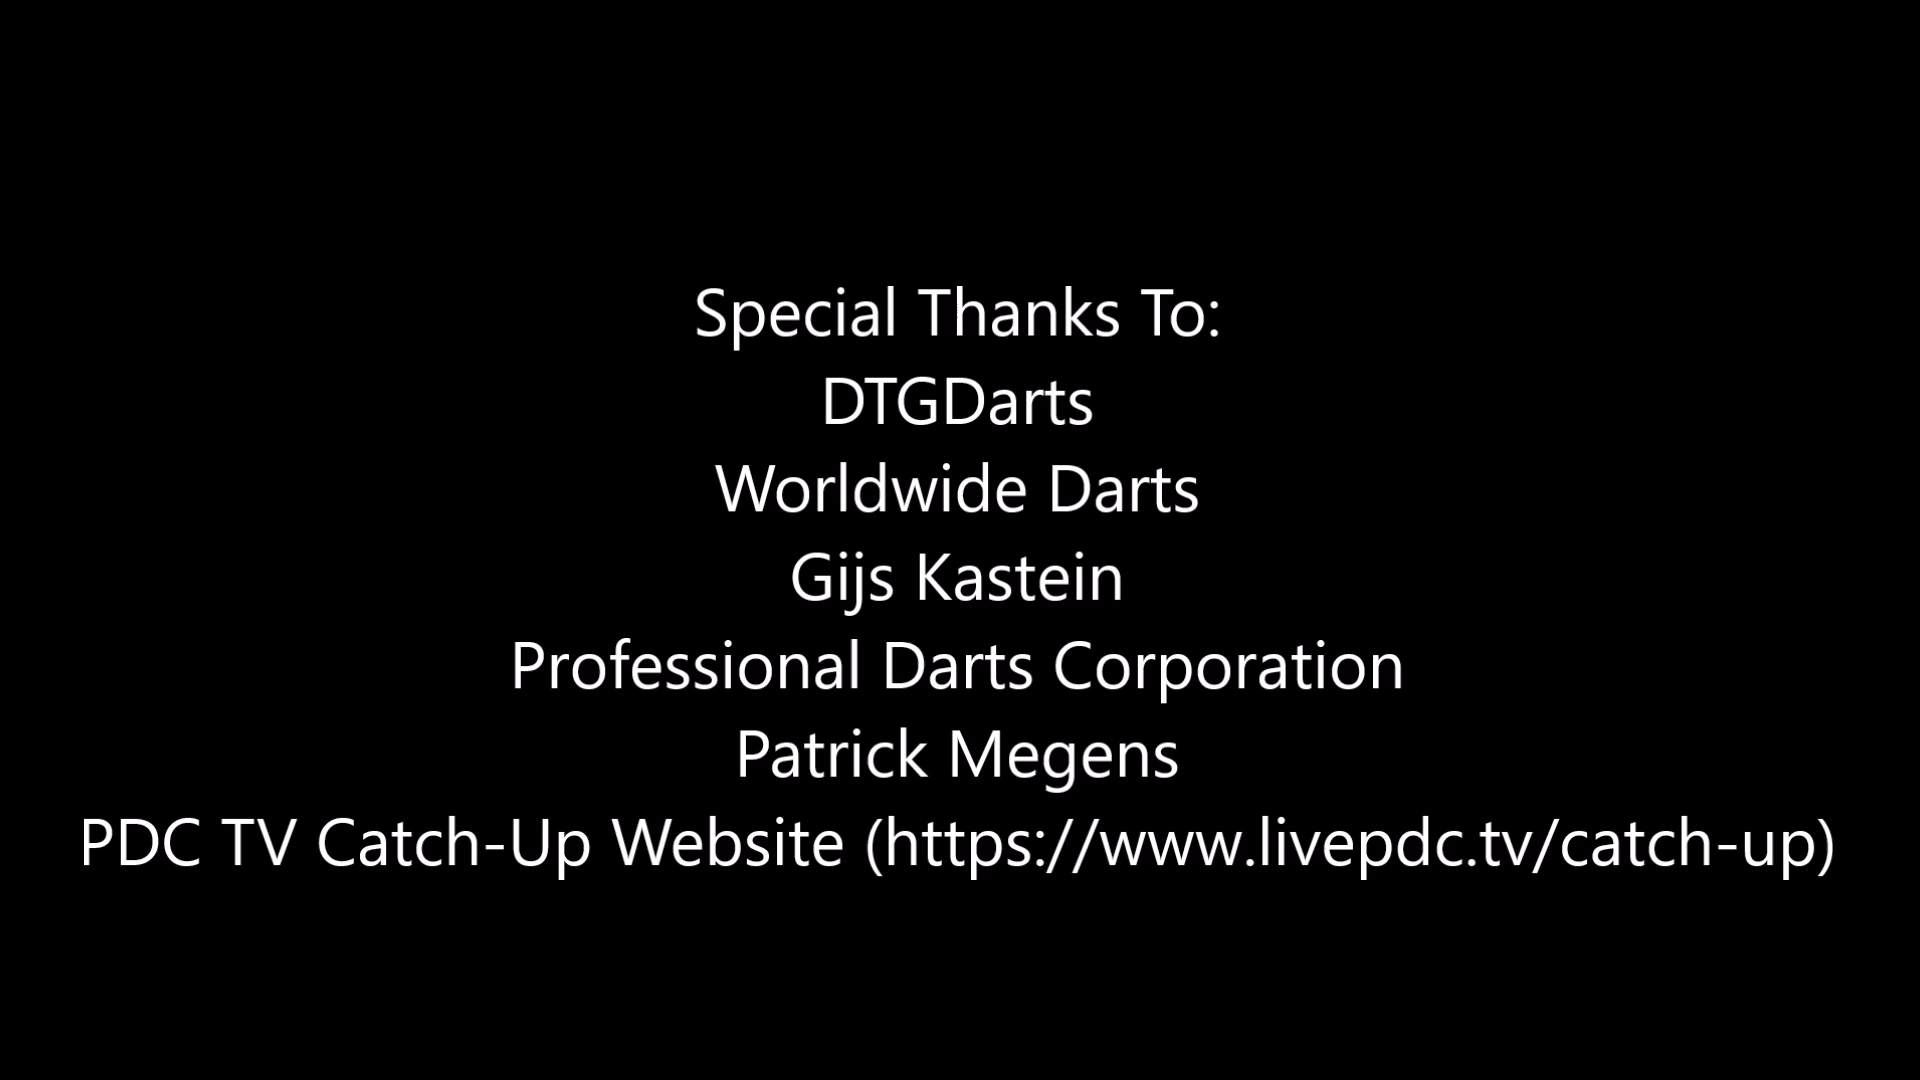 Special Thanks To:
DTGDarts
Worldwide Darts
Gijs Kastein
Professional Darts Corporation
Patrick Megens
PDC TV Catch-Up Website (https://www.livepdc.tv/catch-up)